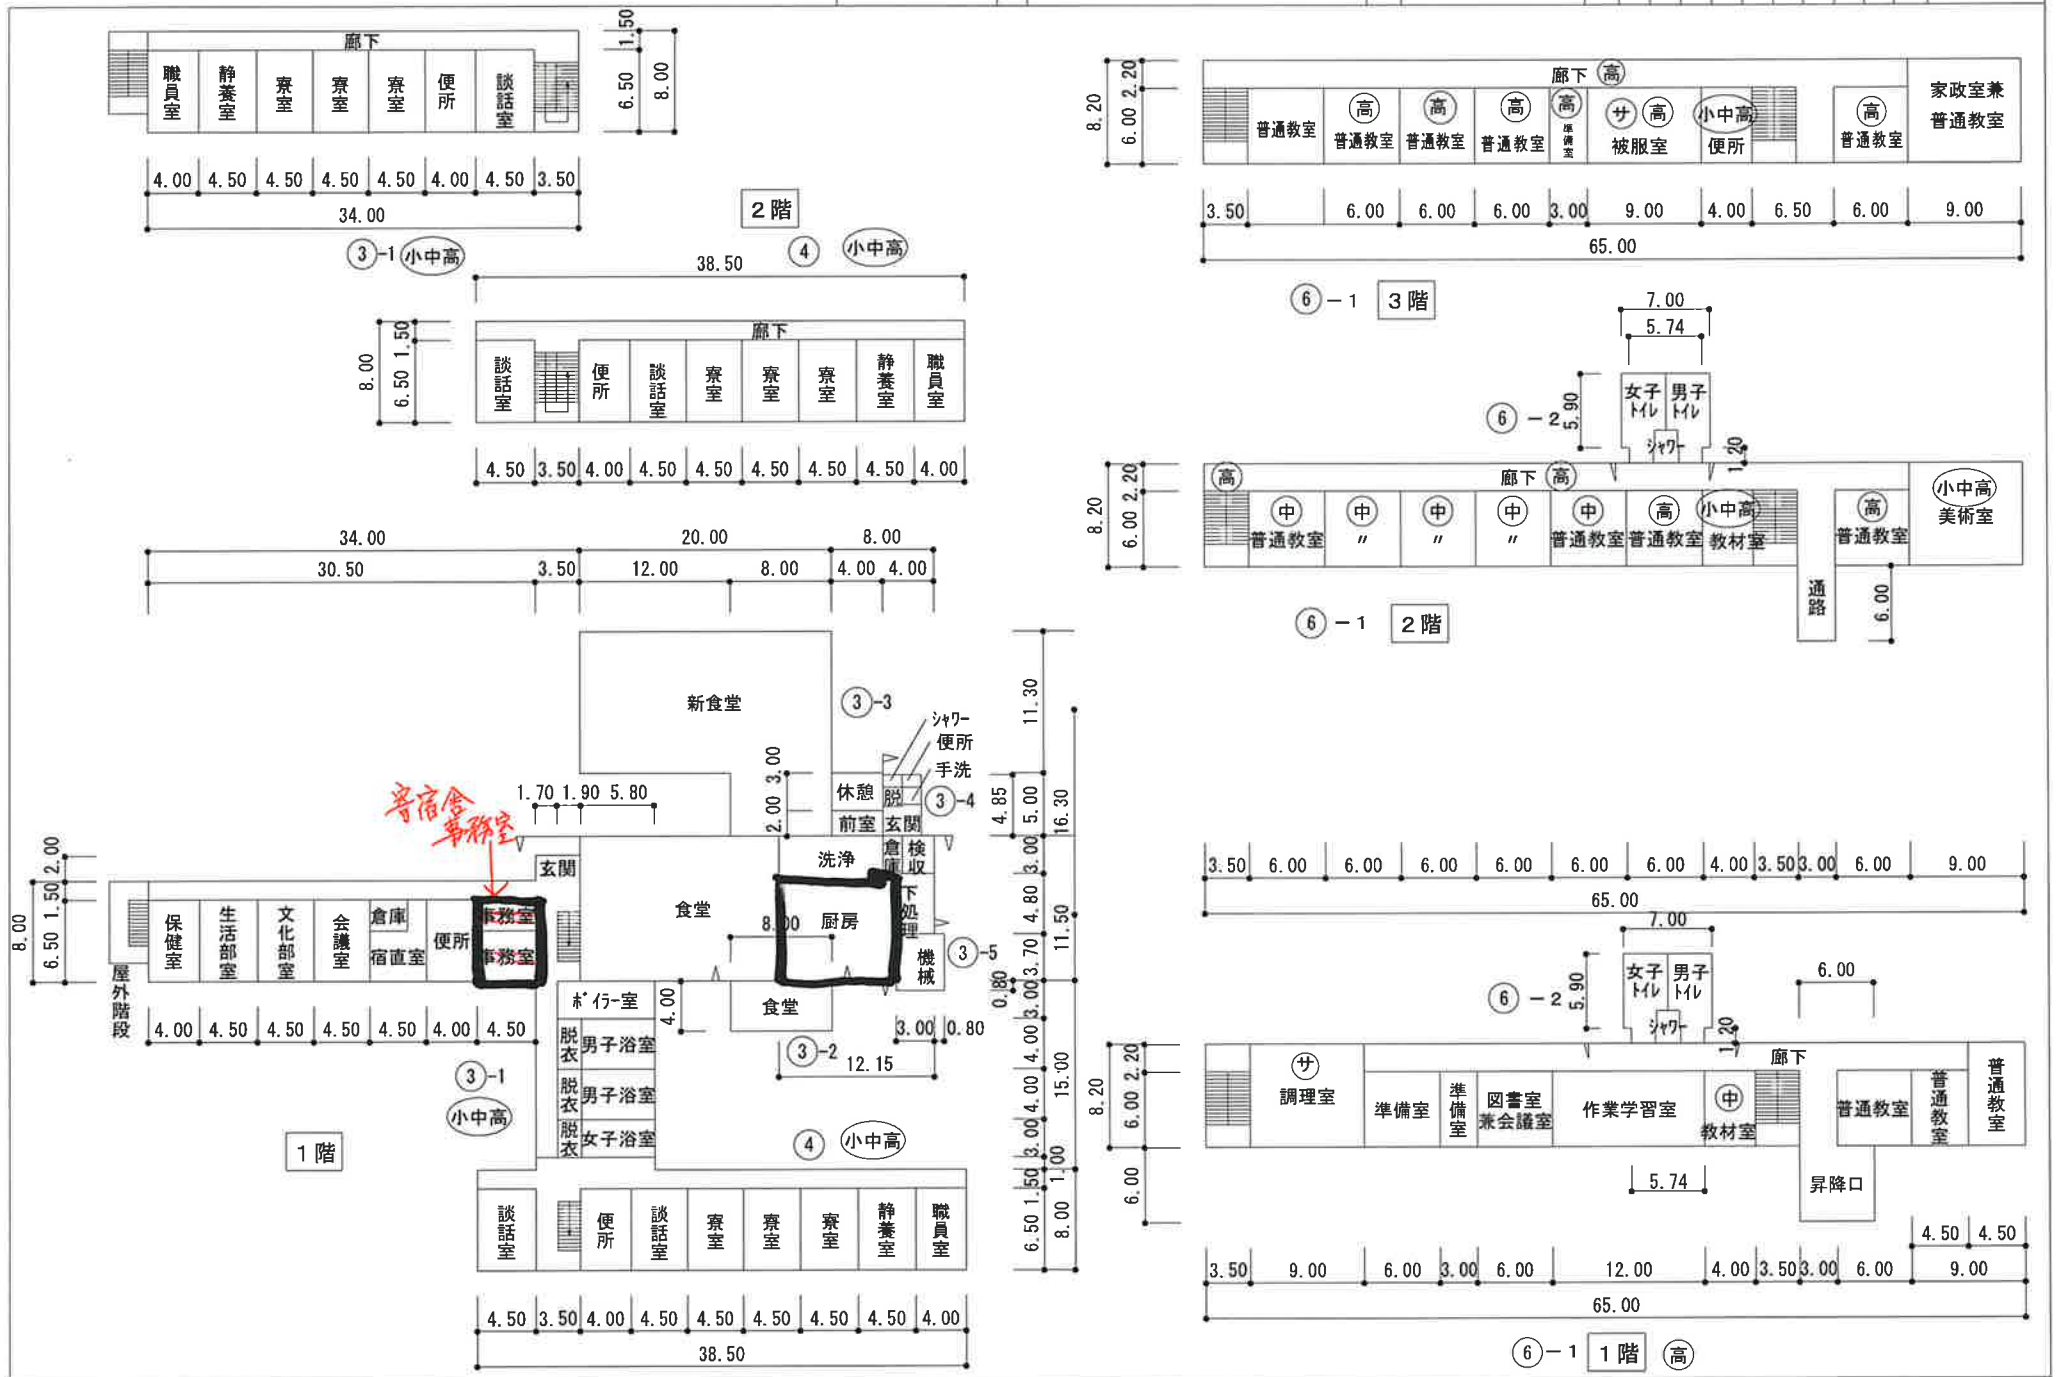 廊下
職員室
静養室
寮室
寮室
寮室
便所
談話室
1.50
6.50
8.00
4.00 4.50 4.50 4.50 4.50 4.00 4.50 3.50
34.00
2階
③-1 小中高
④ 小中高
38.50
廊下
8.00
6.50 1.50
談話室
便所
談話室
寮室
寮室
寮室
静養室
職員室
4.50 3.50 4.00 4.50 4.50 4.50 4.50 4.50 4.00
34.00 20.00 8.00
30.50 3.50 12.00 8.00 4.00 4.00
新食堂
③-3
シャワー
便所
手洗
休憩
脱
③-4
前室
玄関
2.00 3.00
1.70 1.90 5.80
寄宿舎
事務室
玄関
食堂
洗浄
倉庫
検収
下処理
厨房
8.00
機械
③-5
8.00
6.50 1.50 2.00
保健室
生活部室
文化部室
会議室
倉庫
宿直室
便所
事務室
事務室
屋外階段
4.00 4.50 4.50 4.50 4.50 4.00 4.50
ボイラー室
4.00
食堂
③-2
3.00 0.80
12.15
脱衣
男子浴室
脱衣
男子浴室
脱衣
女子浴室
③-1
小中高
1階
④ 小中高
談話室
便所
談話室
寮室
寮室
寮室
静養室
職員室
4.50 3.50 4.00 4.50 4.50 4.50 4.50 4.50 4.00
38.50
11.30
4.85
5.00
16.30
3.00
4.80
11.50
3.70
0.80
3.00
4.00
15.00
4.00
3.00
1.00
1.50
6.50
8.00
8.20
6.00 2.20
廊下 高
普通教室
高
普通教室
高
普通教室
高
普通教室
高
準備室
サ 高
被服室
小中高
便所
高
普通教室
家政室兼
普通教室
3.50 6.00 6.00 6.00 3.00 9.00 4.00 6.50 6.00 9.00
65.00
⑥-1 3階
7.00
5.74
⑥-2
5.90
女子
トイレ
男子
トイレ
シャワー
1.20
8.20
6.00 2.20
高
廊下 高
中
普通教室
中
〃
中
〃
中
〃
中
普通教室
高
普通教室
小中高
教材室
高
普通教室
小中高
美術室
通路
6.00
⑥-1 2階
3.50 6.00 6.00 6.00 6.00 6.00 6.00 4.00 3.50 3.00 6.00 9.00
65.00
7.00
⑥-2
5.90
女子
トイレ
男子
トイレ
シャワー
1.20
6.00
8.20
6.00 2.20
6.00
廊下
サ
調理室
準備室
準備室
図書室
兼会議室
作業学習室
中
教材室
普通教室
普通教室
普通教室
5.74
昇降口
4.50 4.50
3.50 9.00 6.00 3.00 6.00 12.00 4.00 3.50 3.00 6.00 9.00
65.00
⑥-1 1階 高